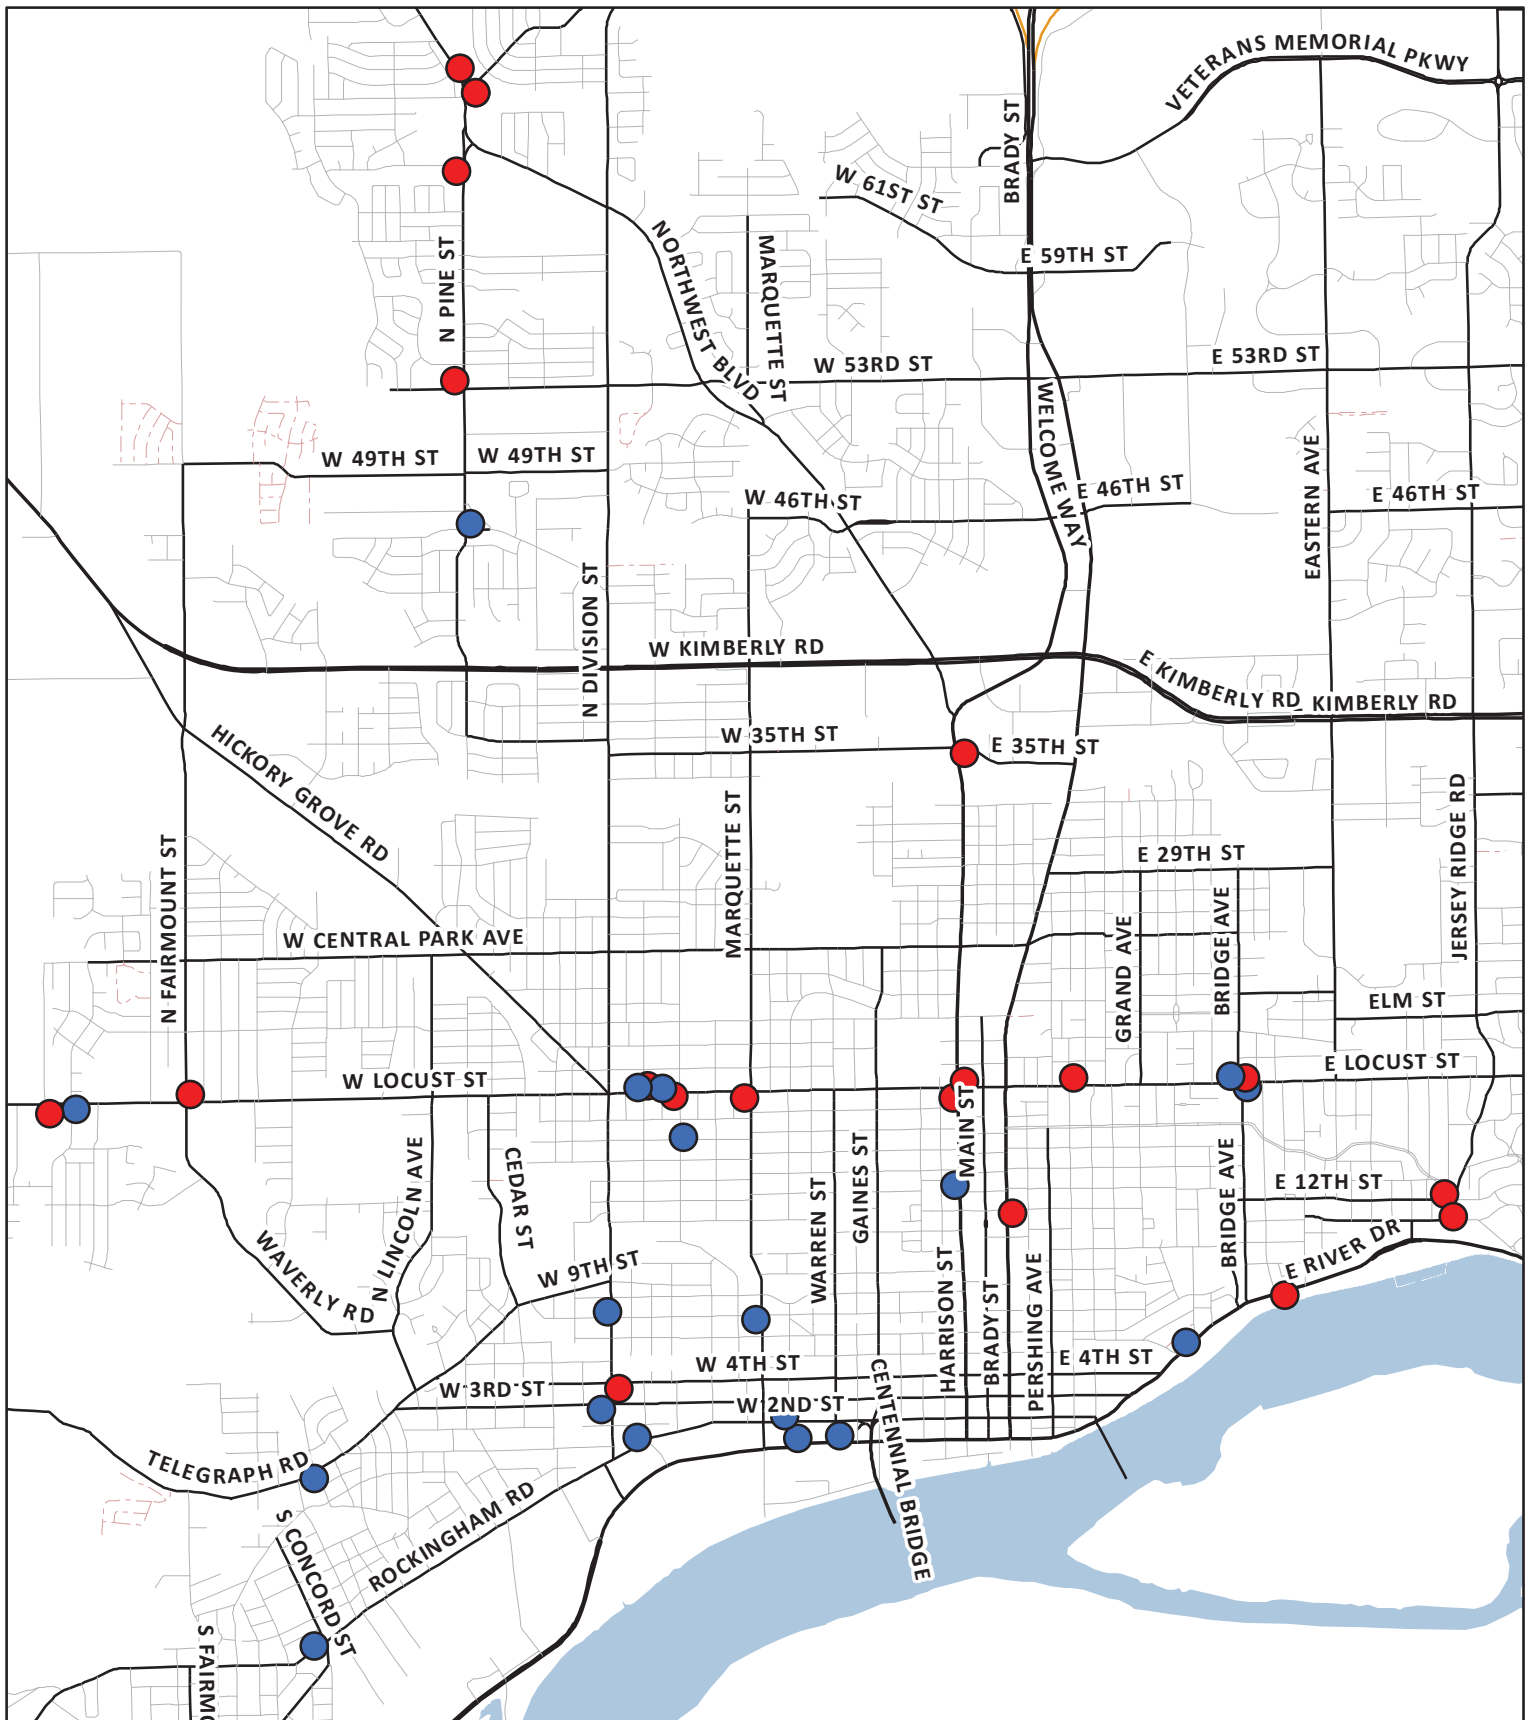 VETERANS MEMORIAL PKWY
BRADY ST
W 61ST ST
E 59TH ST
N PINE ST
NORTHWEST BLVD
MARQUETTE ST
W 53RD ST
E 53RD ST
WELCOME WAY
W 49TH ST
W 49TH ST
W 46TH ST
E 46TH ST
E 46TH ST
EASTERN AVE
N DIVISION ST
W KIMBERLY RD
E KIMBERLY RD
KIMBERLY RD
HICKORY GROVE RD
W 35TH ST
E 35TH ST
MARQUETTE ST
JERSEY RIDGE RD
N FAIRMOUNT ST
E 29TH ST
W CENTRAL PARK AVE
GRAND AVE
BRIDGE AVE
ELM ST
W LOCUST ST
E LOCUST ST
MAIN ST
N LINCOLN AVE
CEDAR ST
WARREN ST
GAINES ST
BRIDGE AVE
E 12TH ST
WAVERLY RD
W 9TH ST
HARRISON ST
BRADY ST
PERSHING AVE
E RIVER DR
W 4TH ST
E 4TH ST
W 3RD ST
W 2ND ST
CENTENNIAL BRIDGE
TELEGRAPH RD
ROCKINGHAM RD
S CONCORD ST
S FAIRMO